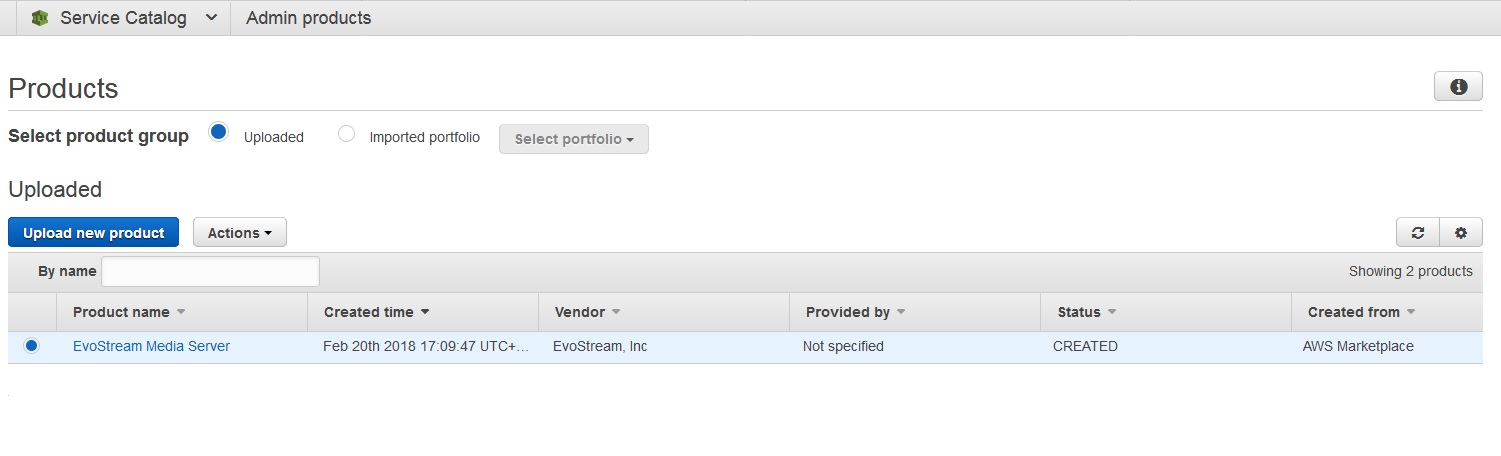 Service Catalog Admin products
Products
Select product group Uploaded Imported portfolio Select portfolio
Uploaded
Upload new product Actions
By name Showing 2 products
Product name Created time Vendor Provided by Status Created from
EvoStream Media Server Feb 20th 2018 17:09:47 UTC+... EvoStream, Inc Not specified CREATED AWS Marketplace